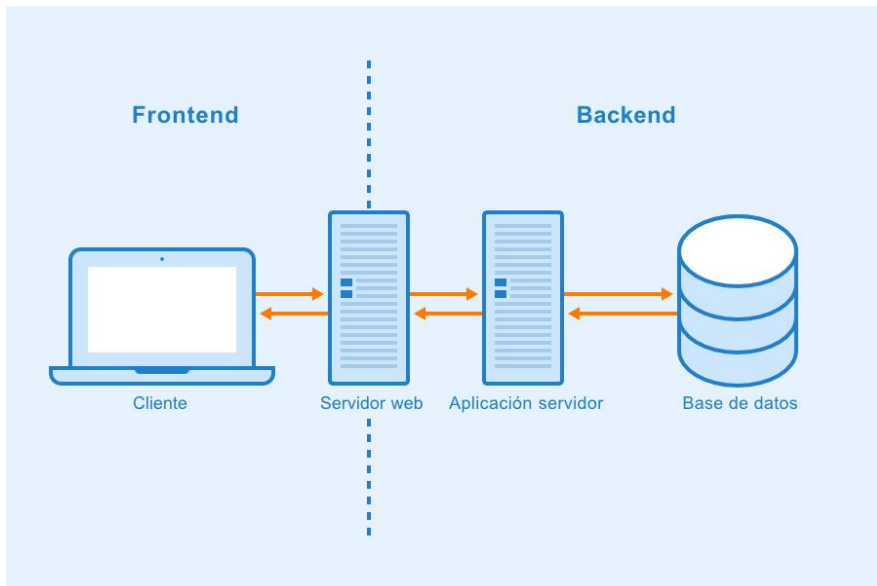 Frontend
Backend
Cliente
Servidor web
Aplicación servidor
Base de datos